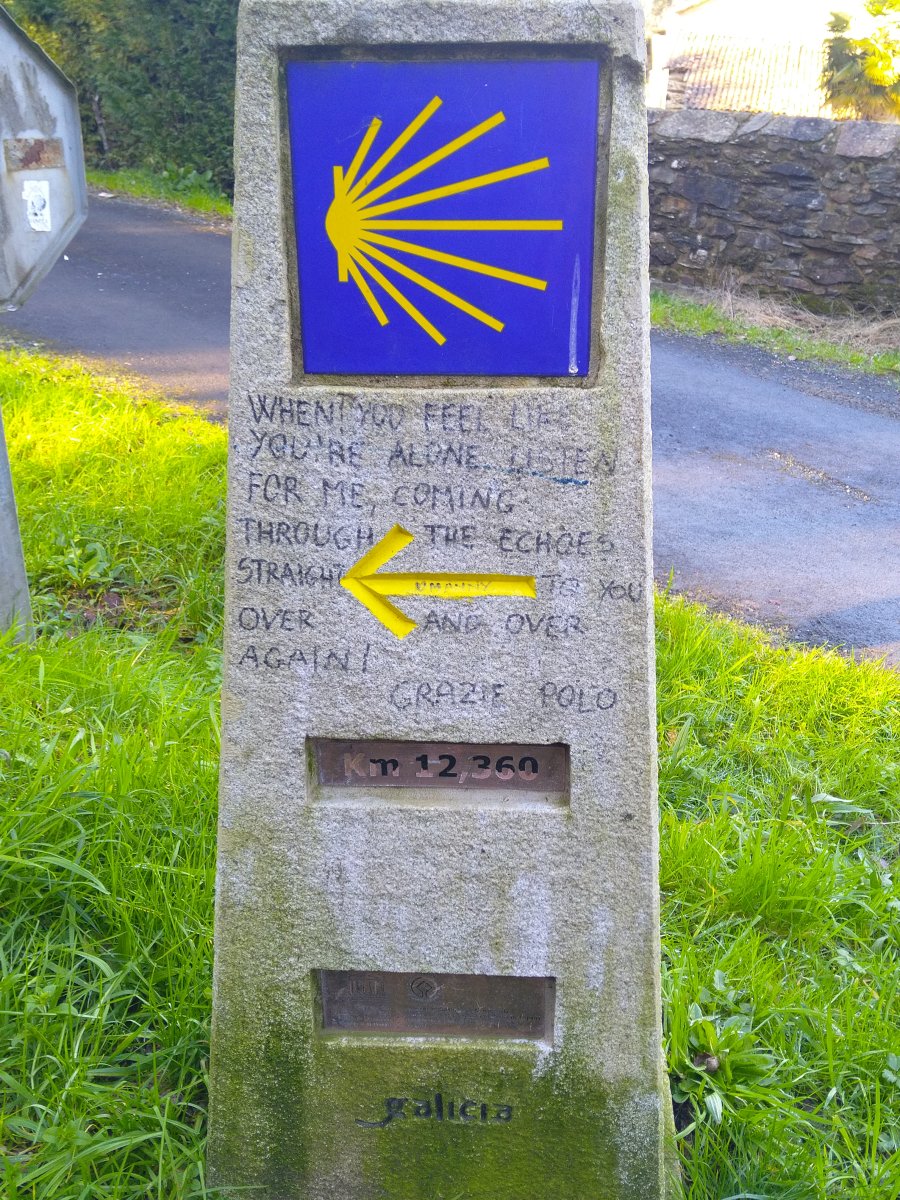 WHEN YOU FEEL LIFE
YOU'RE ALONE. LISTEN
FOR ME, COMING
THROUGH THE ECHOES
STRAIGHT TO YOU
OVER AND OVER
AGAIN!
GRAZIE POLO
Km 12,360
galicia